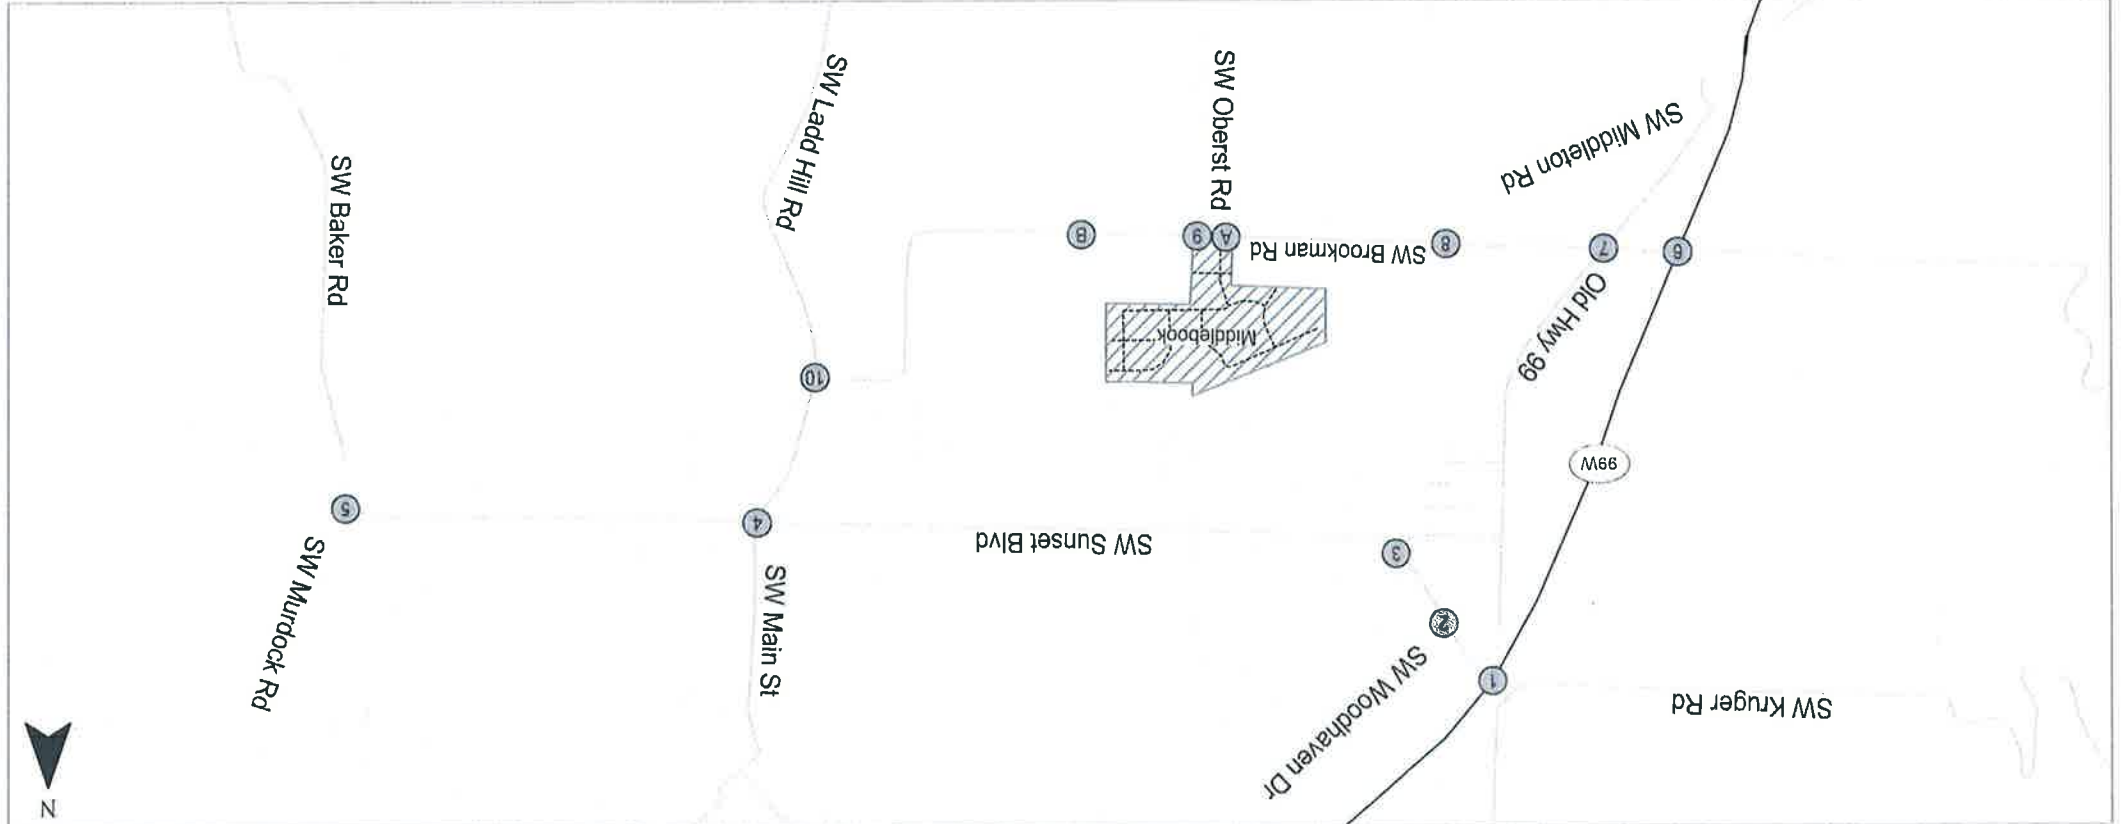 N
SW Kruger Rd
1
SW Woodhaven Dr
2
3
SW Sunset Blvd
SW Main St
4
SW Murdock Rd
5
99W
Old Hwy 99
Middlebook
10
6
7
8
SW Brookman Rd
A
9
B
SW Middleton Rd
SW Oberst Rd
SW Ladd Hill Rd
SW Baker Rd